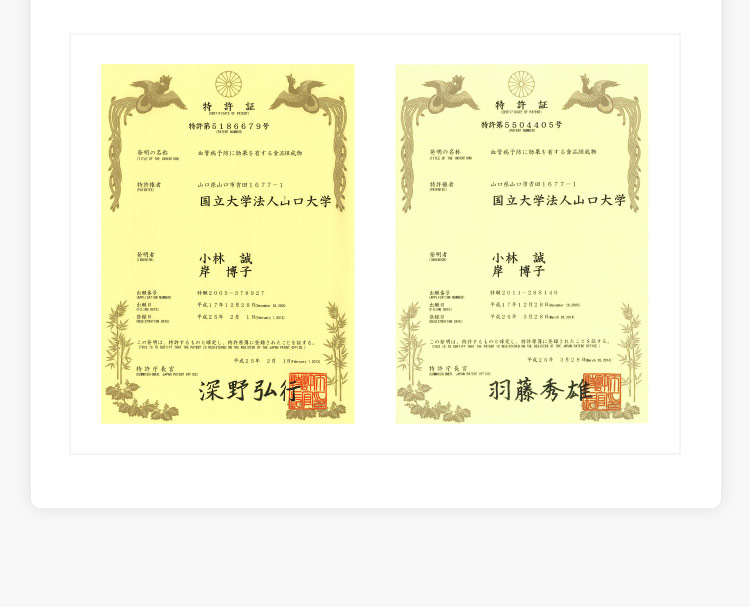 特許証
(CERTIFICATE OF PATENT)
特許第5186679号
(PATENT NUMBER)
発明の名称
(TITLE OF THE INVENTION)
血管病予防に効果を有する食品組成物
特許権者
(PATENTEE)
山口県山口市吉田1677-1
国立大学法人山口大学
発明者
(INVENTOR)
小林 誠
岸 博子
出願番号
(APPLICATION NUMBER)
特願2005-378927
出願日
(FILING DATE)
平成17年12月28日(December 28,2005)
登録日
(REGISTRATION DATE)
平成25年 2月 1日(February 1,2013)
この発明は、特許するものと確定し、特許原簿に登録されたことを証する。
(THIS IS TO CERTIFY THAT THE PATENT IS REGISTERED ON THE REGISTER OF THE JAPAN PATENT OFFICE.)
平成25年 2月 1日(February 1,2013)
特許庁長官
(COMMISSIONER, JAPAN PATENT OFFICE)
深野弘行
特許証
(CERTIFICATE OF PATENT)
特許第5504405号
(PATENT NUMBER)
発明の名称
(TITLE OF THE INVENTION)
血管病予防に効果を有する食品組成物
特許権者
(PATENTEE)
山口県山口市吉田1677-1
国立大学法人山口大学
発明者
(INVENTOR)
小林 誠
岸 博子
出願番号
(APPLICATION NUMBER)
特願2011-288140
出願日
(FILING DATE)
平成17年12月28日(December 28,2005)
登録日
(REGISTRATION DATE)
平成26年 3月28日(March 28,2014)
この発明は、特許するものと確定し、特許原簿に登録されたことを証する。
(THIS IS TO CERTIFY THAT THE PATENT IS REGISTERED ON THE REGISTER OF THE JAPAN PATENT OFFICE.)
平成26年 3月28日(March 28,2014)
特許庁長官
(COMMISSIONER, JAPAN PATENT OFFICE)
羽藤秀雄